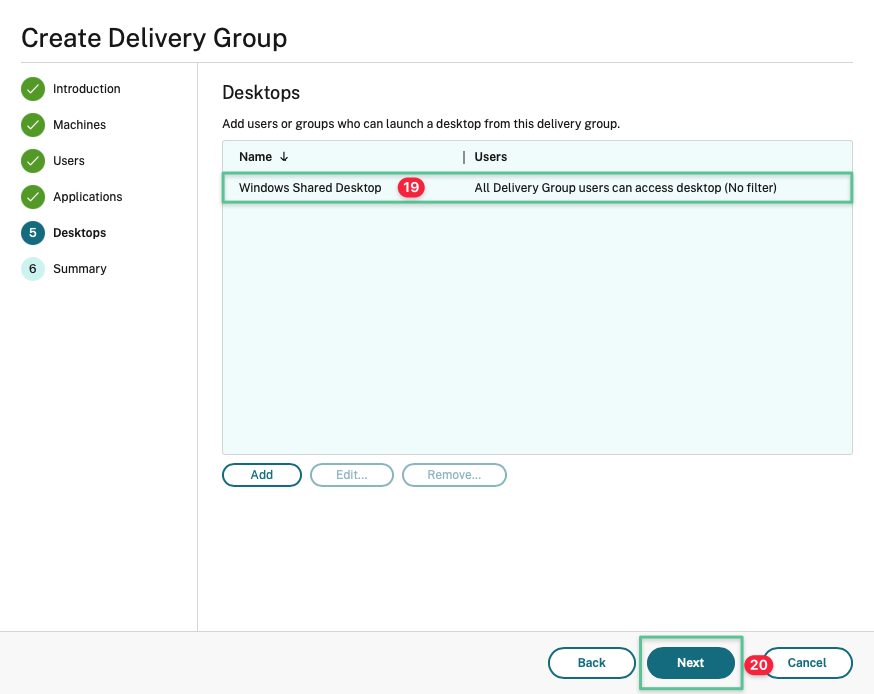 Create Delivery Group
Introduction
Machines
Users
Applications
5 Desktops
6 Summary
Desktops
Add users or groups who can launch a desktop from this delivery group.
Name ↓ | Users
Windows Shared Desktop 19 All Delivery Group users can access desktop (No filter)
Add Edit... Remove...
Back Next 20 Cancel